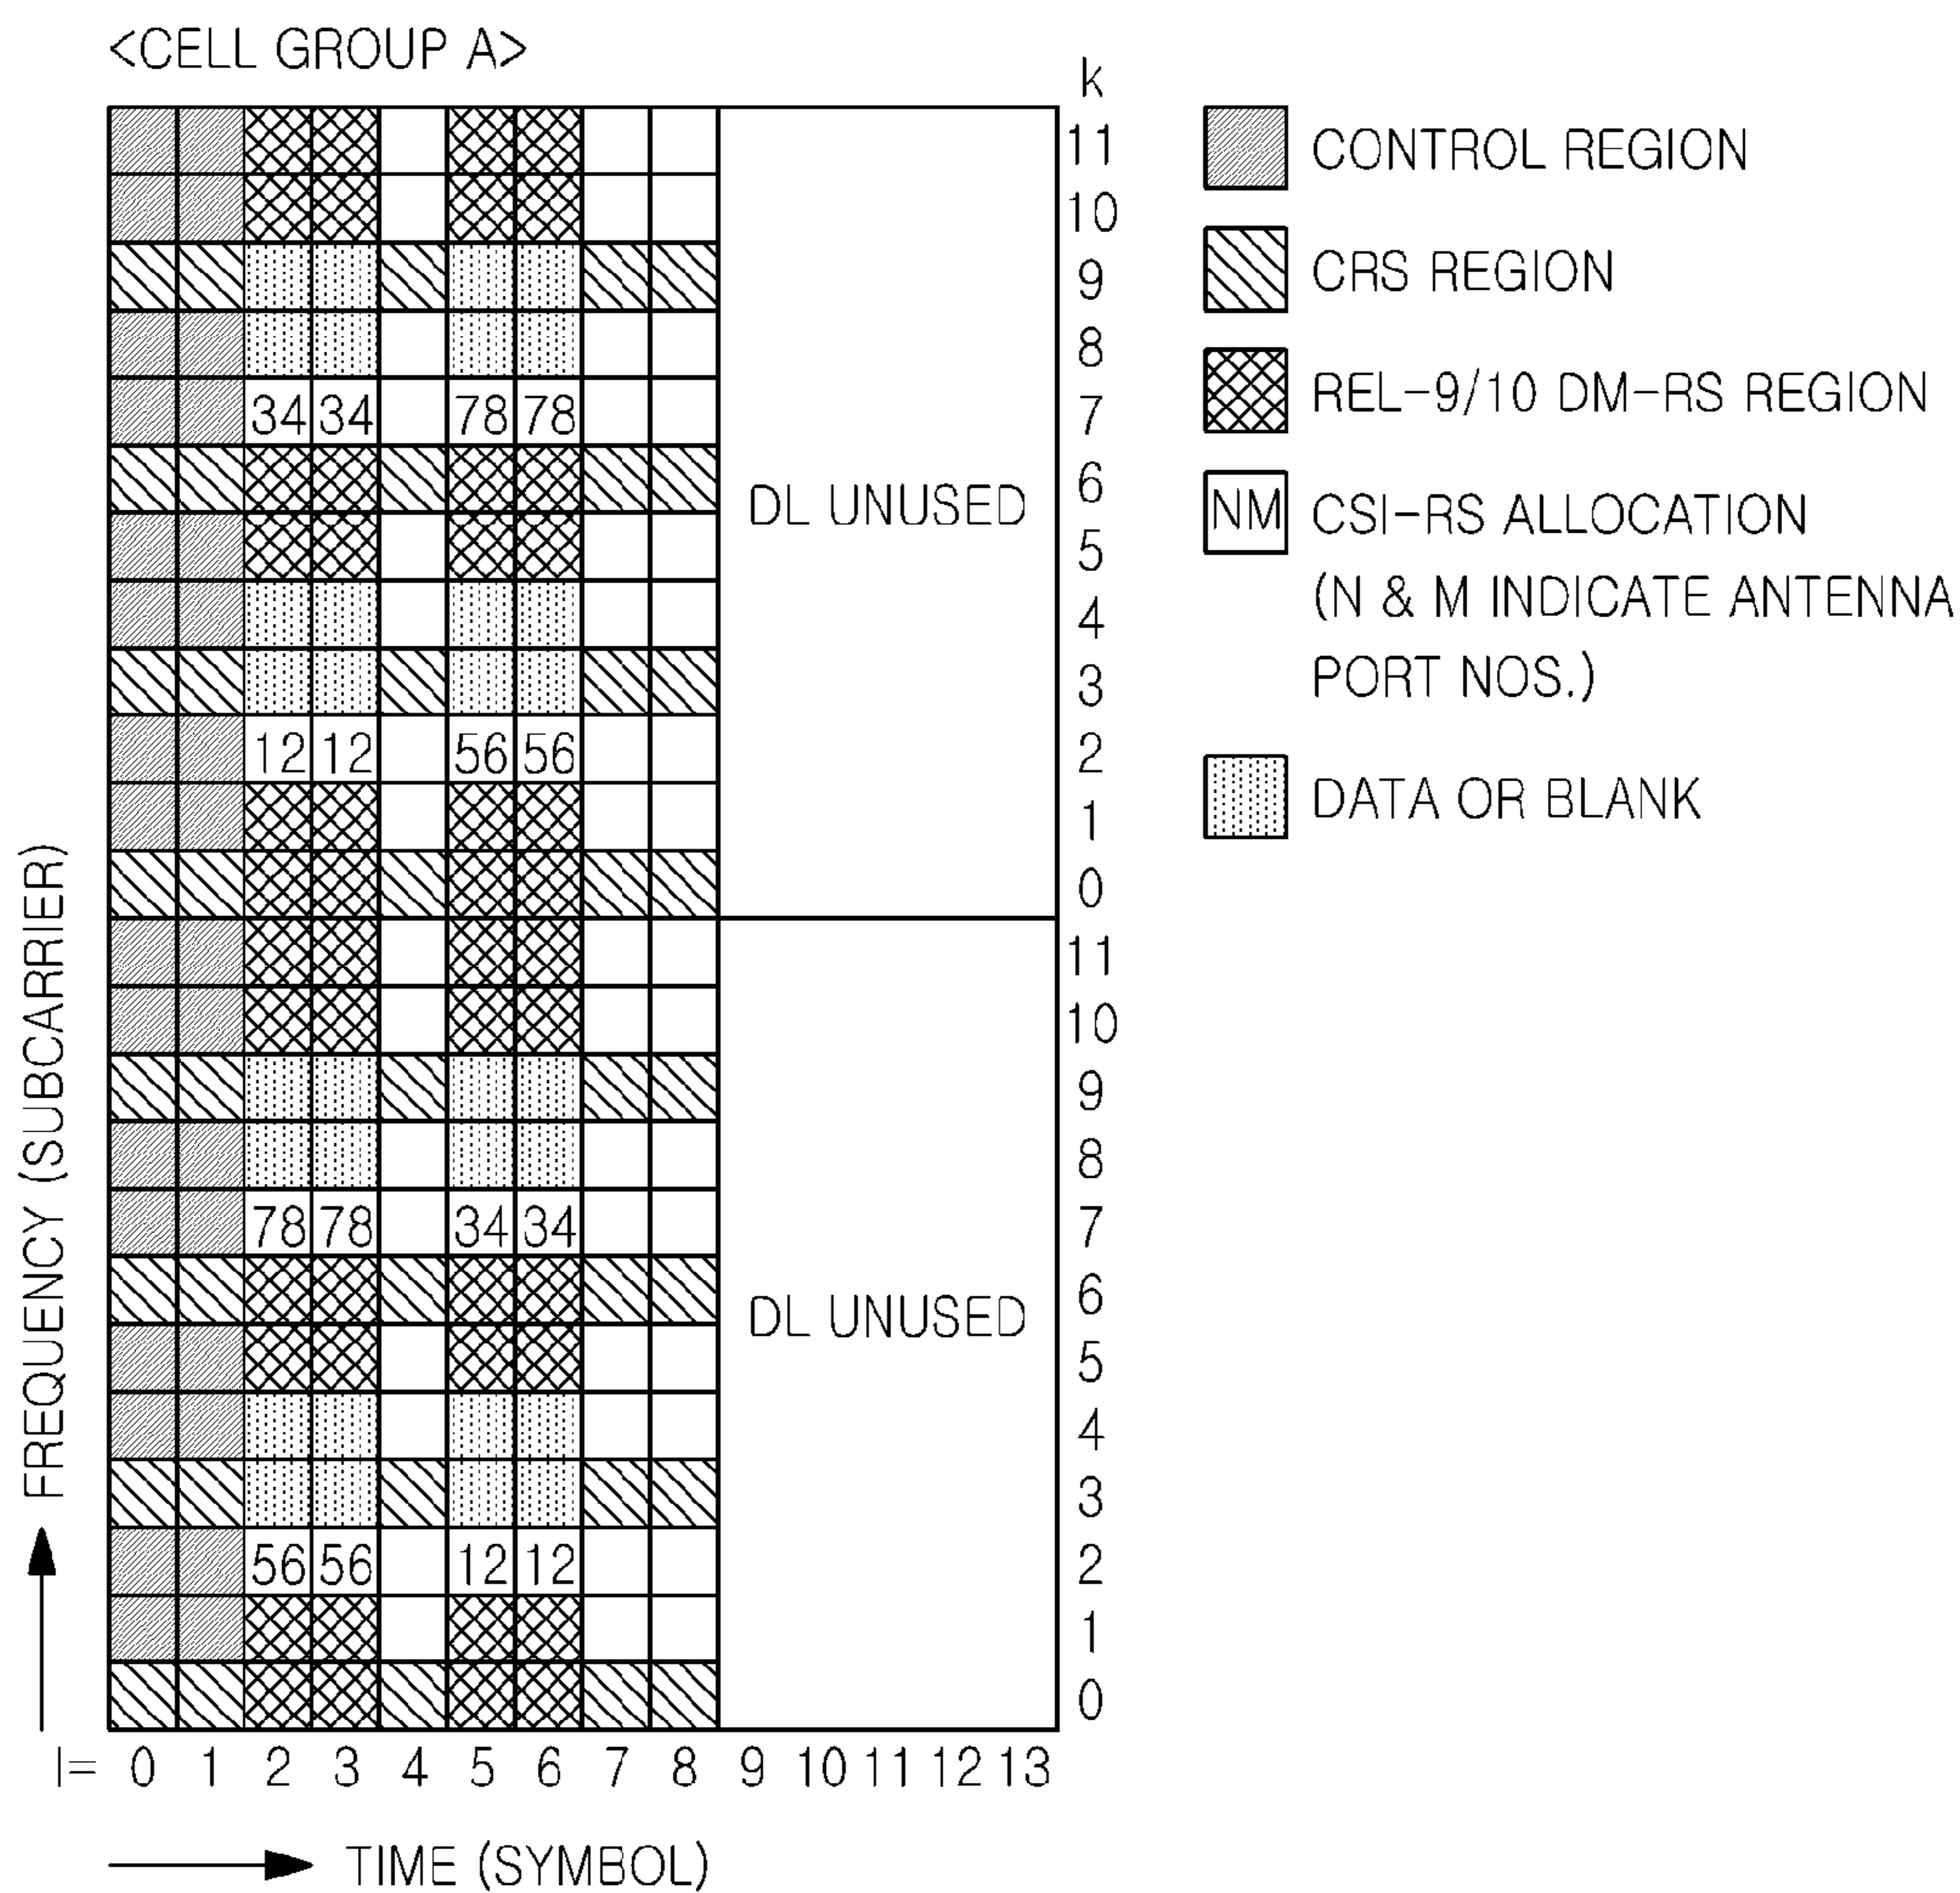 <CELL GROUP A>
k
11
10
9
8
34 34 78 78 7
6
DL UNUSED
5
4
3
12 12 56 56 2
1
0
11
10
9
8
78 78 34 34 7
6
DL UNUSED
5
4
3
56 56 12 12 2
1
0
l= 0 1 2 3 4 5 6 7 8 9 10 11 12 13
TIME (SYMBOL)
FREQUENCY (SUBCARRIER)
CONTROL REGION
CRS REGION
REL-9/10 DM-RS REGION
NM CSI-RS ALLOCATION
(N & M INDICATE ANTENNA
PORT NOS.)
DATA OR BLANK